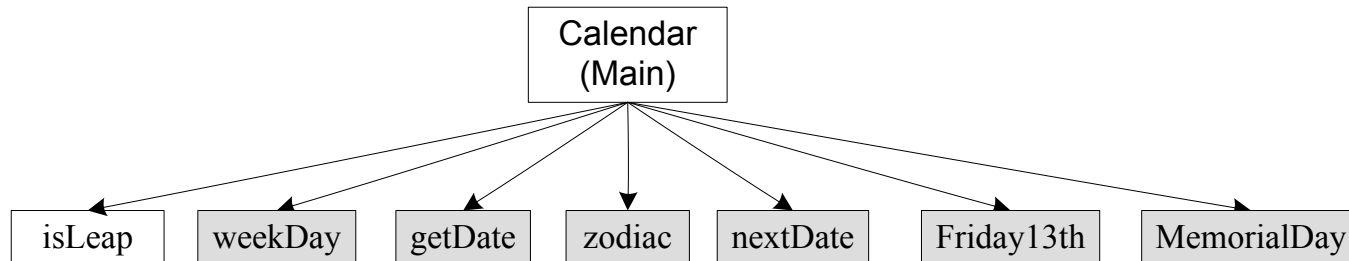 Calendar
(Main)
isLeap
weekDay
getDate
zodiac
nextDate
Friday13th
MemorialDay